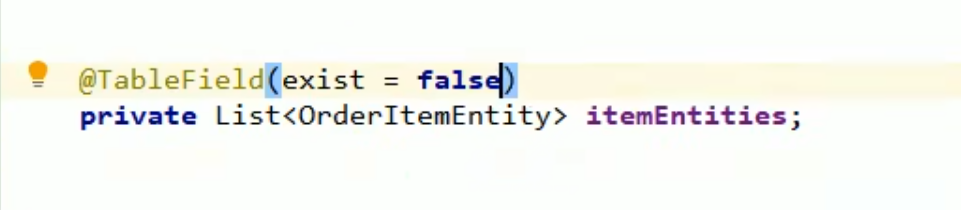 @TableField(exist = false)
private List<OrderItemEntity> itemEntities;